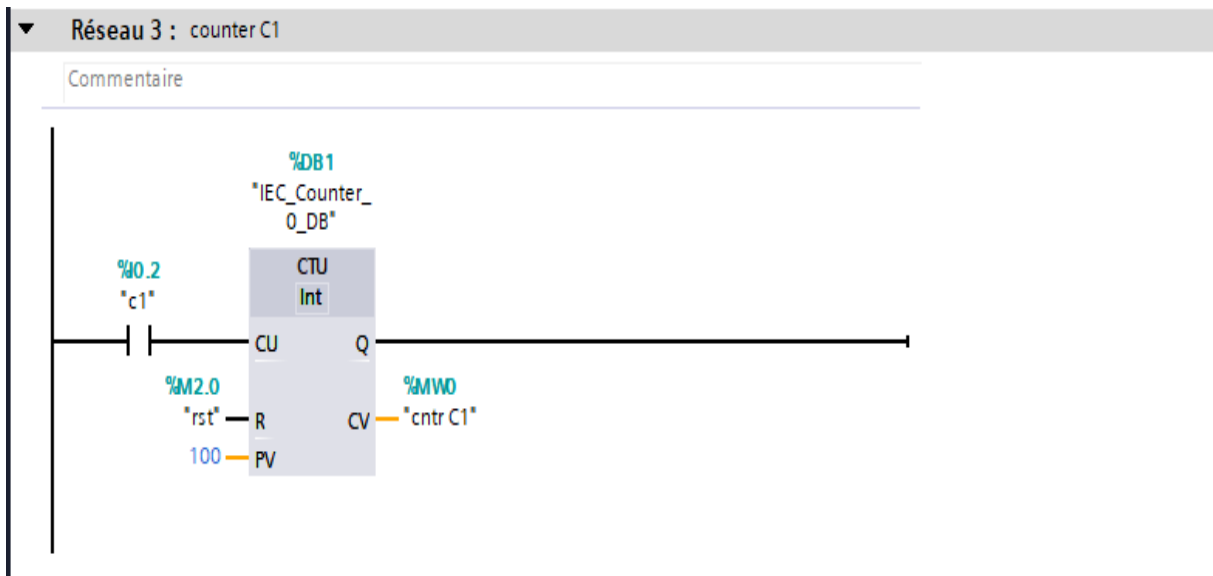 Réseau 3 : counter C1
Commentaire
%DB1
"IEC_Counter_
0_DB"
CTU
Int
%I0.2
"c1"
CU Q
%M2.0
"rst"
R
%MW0
"cntr C1"
CV
100
PV